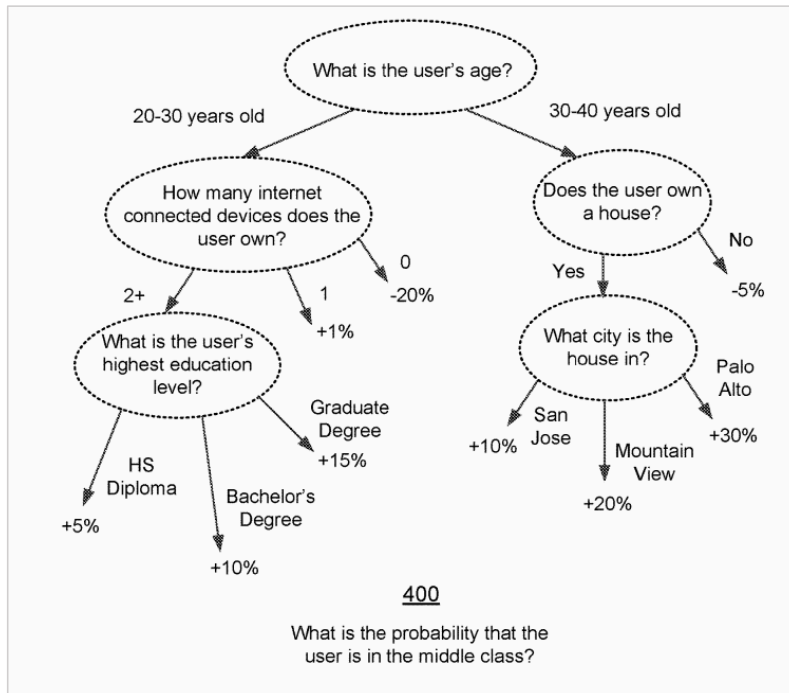 What is the user's age?
20-30 years old
30-40 years old
How many internet
connected devices does the
user own?
Does the user own
a house?
2+
1
0
+1%
-20%
Yes
No
-5%
What is the user's
highest education
level?
What city is the
house in?
HS
Diploma
+5%
Bachelor's
Degree
+10%
Graduate
Degree
+15%
San
Jose
+10%
Mountain
View
+20%
Palo
Alto
+30%
400
What is the probability that the
user is in the middle class?